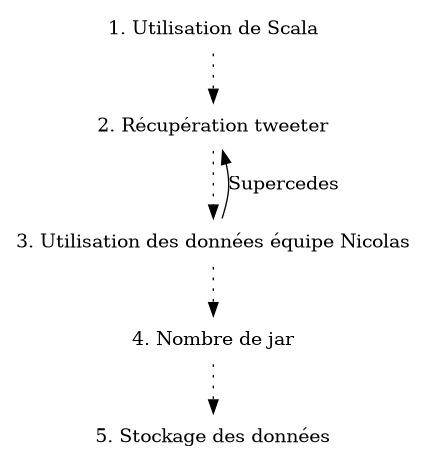 1. Utilisation de Scala
2. Récupération tweeter
Supercedes
3. Utilisation des données équipe Nicolas
4. Nombre de jar
5. Stockage des données